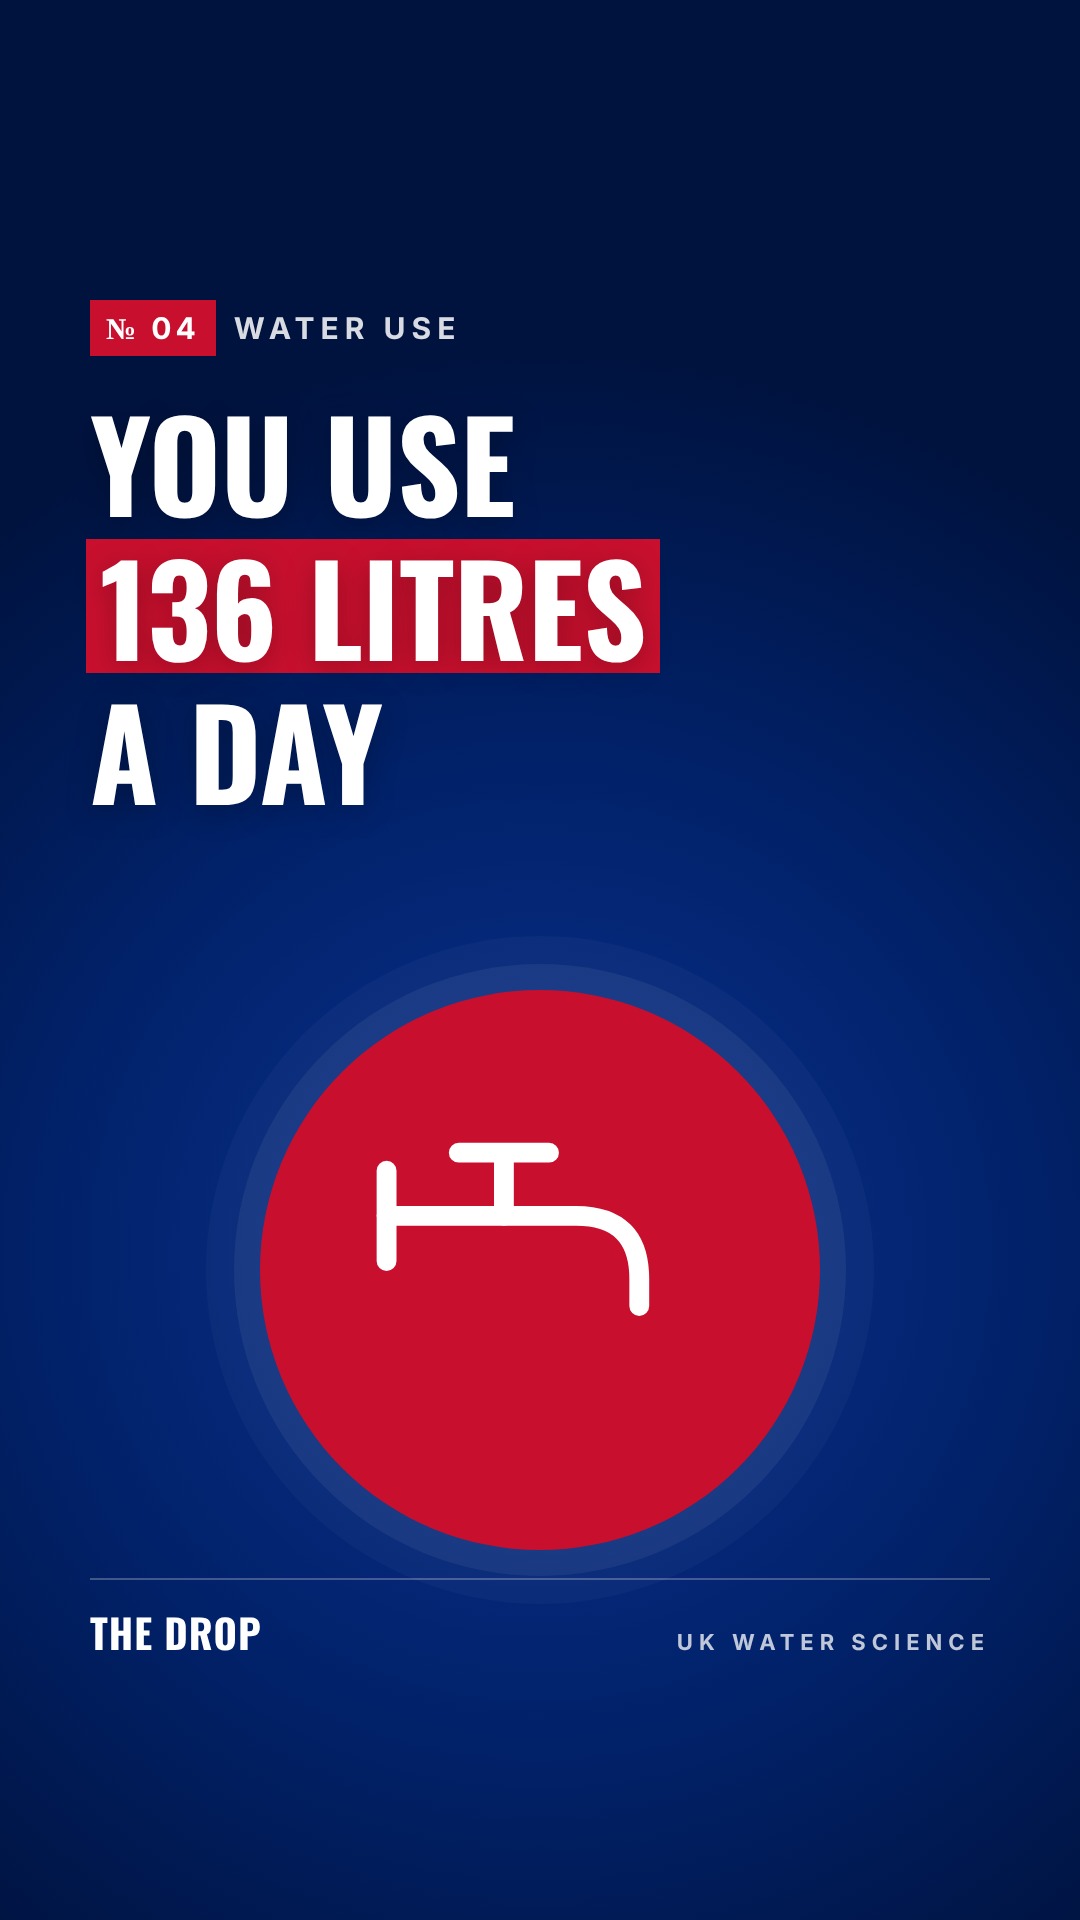 № 04 WATER USE
YOU USE
136 LITRES
A DAY
THE DROP
UK WATER SCIENCE